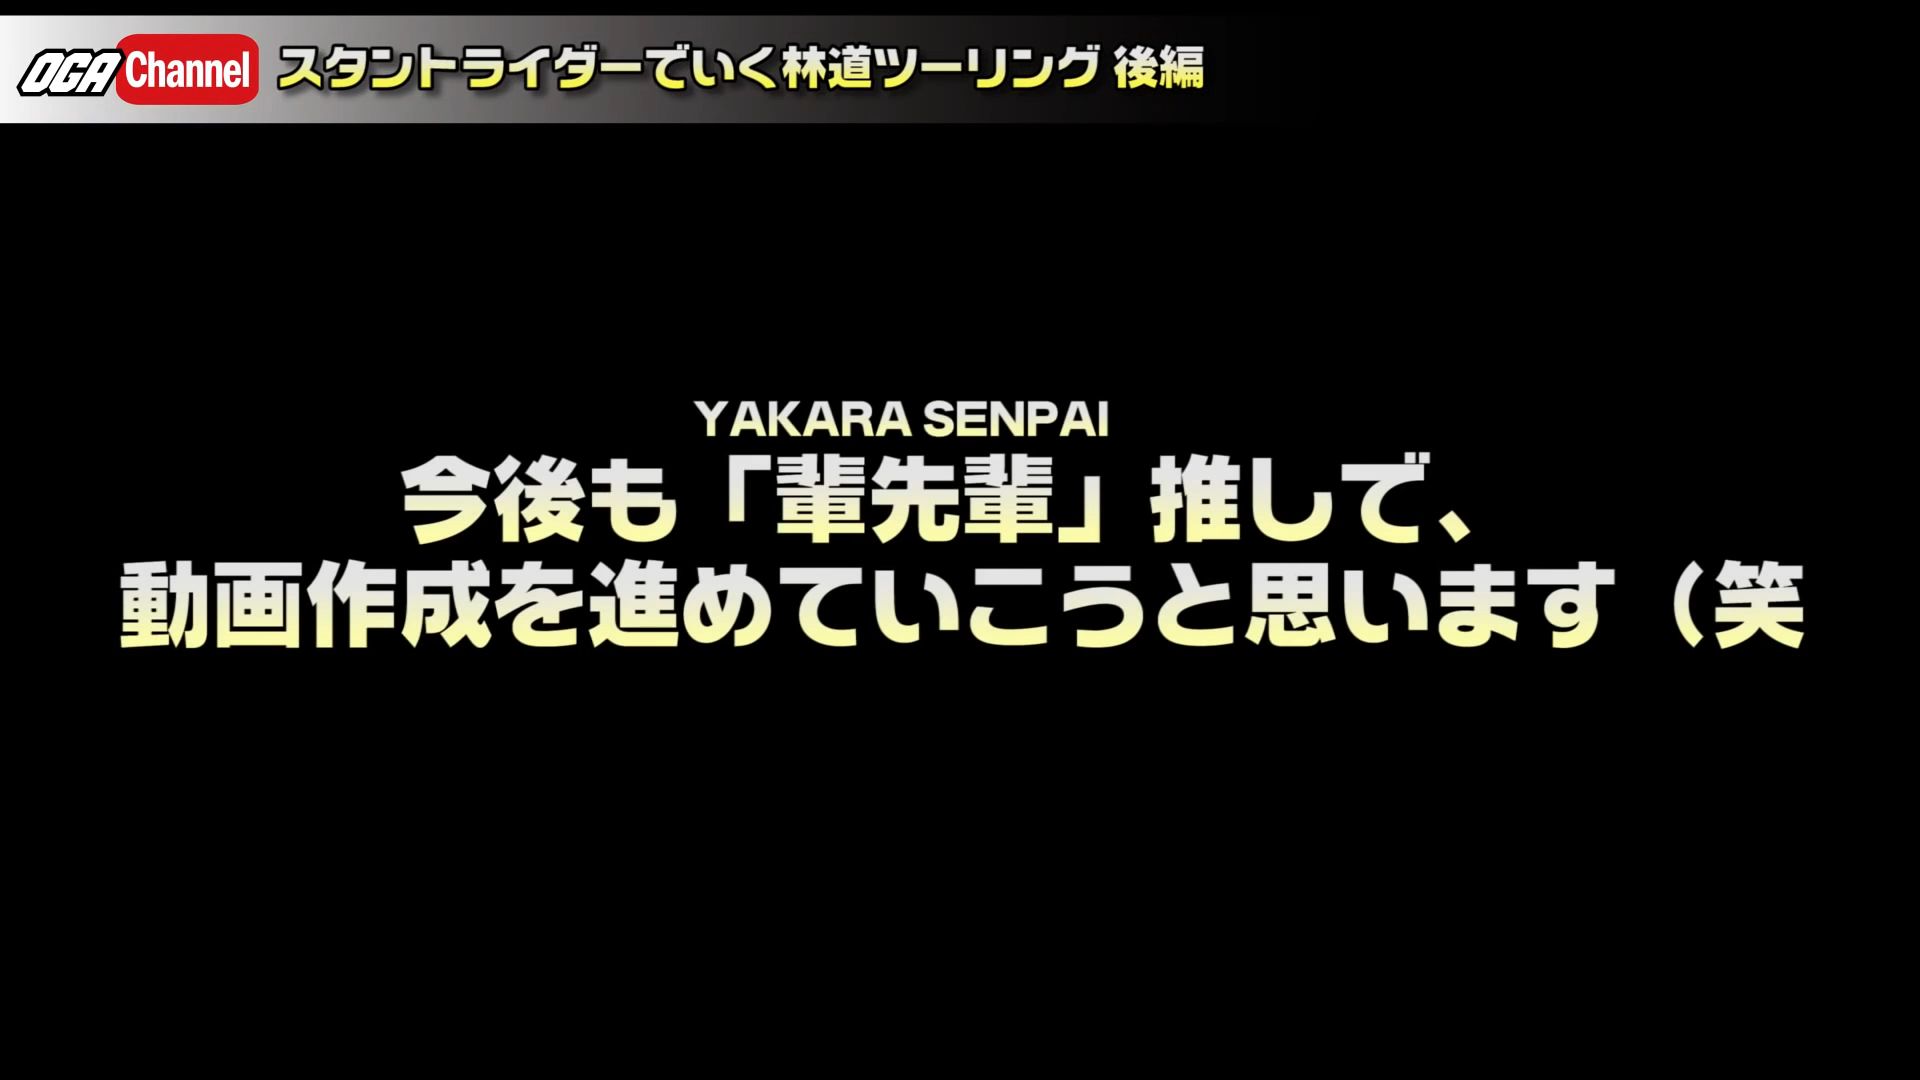 OGA Channel スタントライダーでいく林道ツーリング 後編
YAKARA SENPAI
今後も「輩先輩」推しで、
動画作成を進めていこうと思います（笑